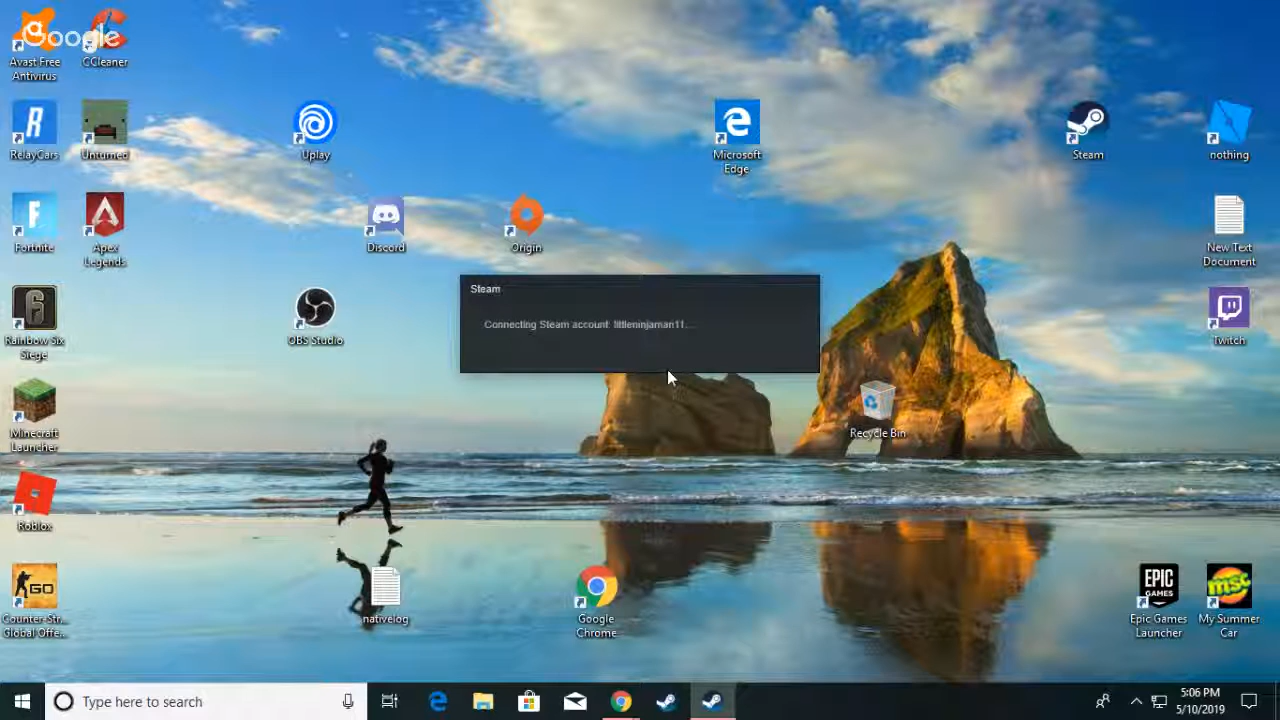 Google
Avast Free
Antivirus
CCleaner
RelayCars
Unturned
Uplay
Microsoft
Edge
Steam
nothing
Fortnite
Apex
Legends
Discord
Origin
New Text
Document
Steam
Connecting Steam account: littleninjaman11...
Rainbow Six
Siege
OBS Studio
Twitch
Minecraft
Launcher
Recycle Bin
Roblox
GO
Counter-Str...
Global Offe...
nativelog
Google
Chrome
EPIC
GAMES
Epic Games
Launcher
msc
My Summer
Car
Type here to search
5:06 PM
5/10/2019